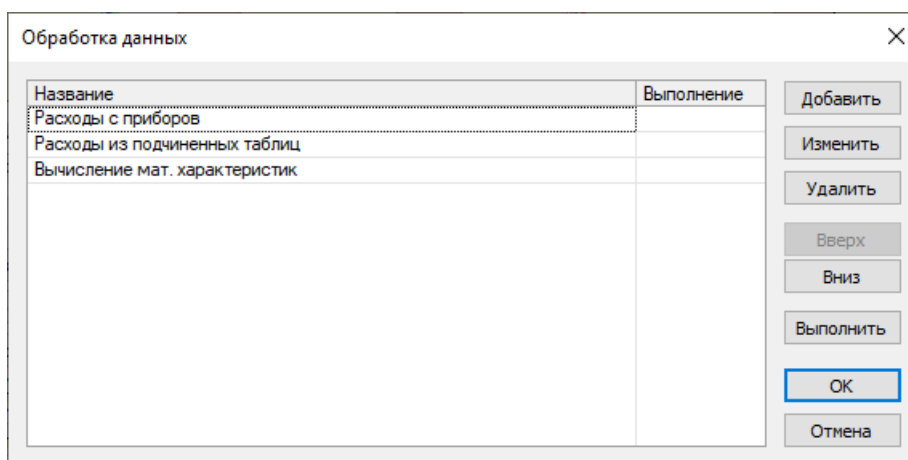 Обработка данных
Название Выполнение
Расходы с приборов
Расходы из подчиненных таблиц
Вычисление мат. характеристик
Добавить
Изменить
Удалить
Вверх
Вниз
Выполнить
ОК
Отмена